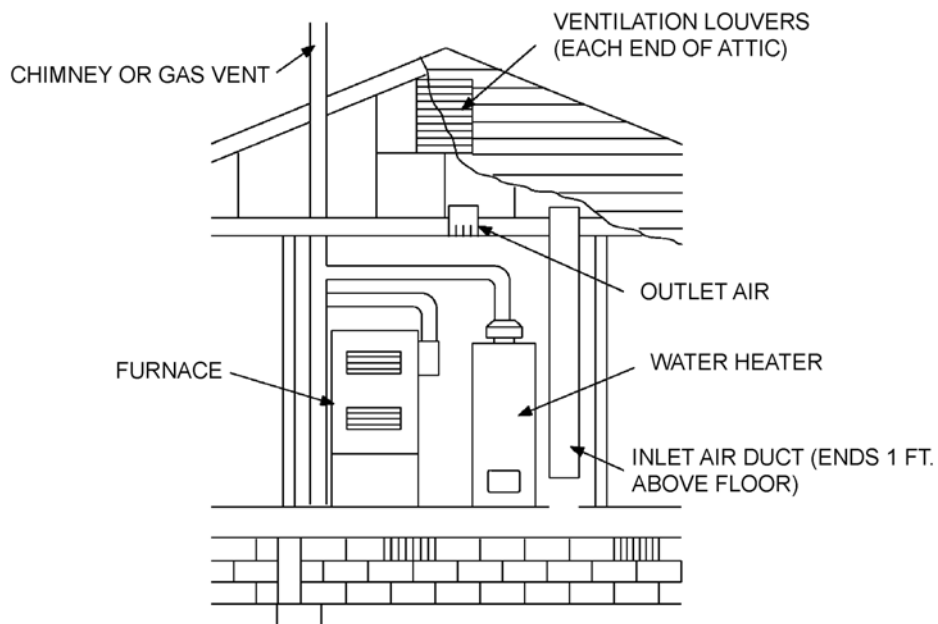 VENTILATION LOUVERS
(EACH END OF ATTIC)
CHIMNEY OR GAS VENT
OUTLET AIR
WATER HEATER
FURNACE
INLET AIR DUCT (ENDS 1 FT.
ABOVE FLOOR)